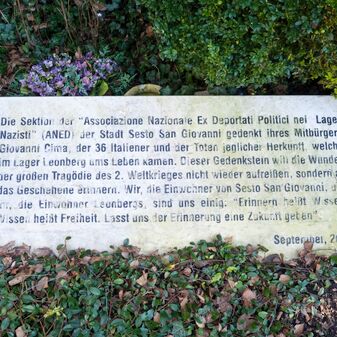 Die Sektion der "Associazione Nazionale Ex Deportati Politici nei Lage
Nazisti" (ANED) der Stadt Sesto San Giovanni gedenkt ihres Mitbürger
Giovanni Cima, der 36 Italiener und der Toten jeglicher Herkunft, welch
im Lager Leonberg ums Leben kamen. Dieser Gedenkstein will die Wunde
er großen Tragödie des 2. Weltkrieges nicht wieder aufreißen, sondern a
das Geschehene erinnern. Wir, die Einwohner von Sesto San Giovanni, d
die Einwohner Leonbergs, sind uns einig: "Erinnern heißt Wisse
Wissen heißt Freiheit. Lasst uns der Erinnerung eine Zukunft geben".
September, 20